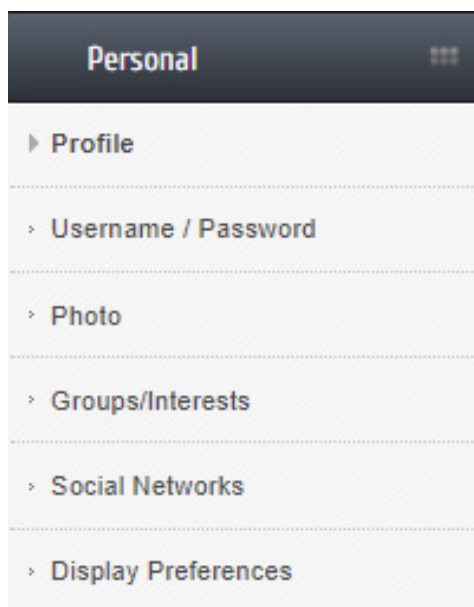 Personal
Profile
Username / Password
Photo
Groups/Interests
Social Networks
Display Preferences